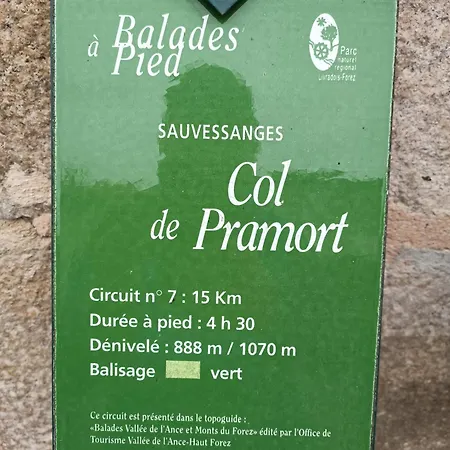 Balades
à Pied
Parc
naturel
régional
Livradois-Forez
SAUVESSANGES
Col
de Pramort
Circuit n° 7 : 15 Km
Durée à pied : 4 h 30
Dénivelé : 888 m / 1070 m
Balisage vert
Ce circuit est présenté dans le topoguide :
«Balades Vallée de l'Ance et Monts du Forez» édité par l'Office de
Tourisme Vallée de l'Ance-Haut Forez